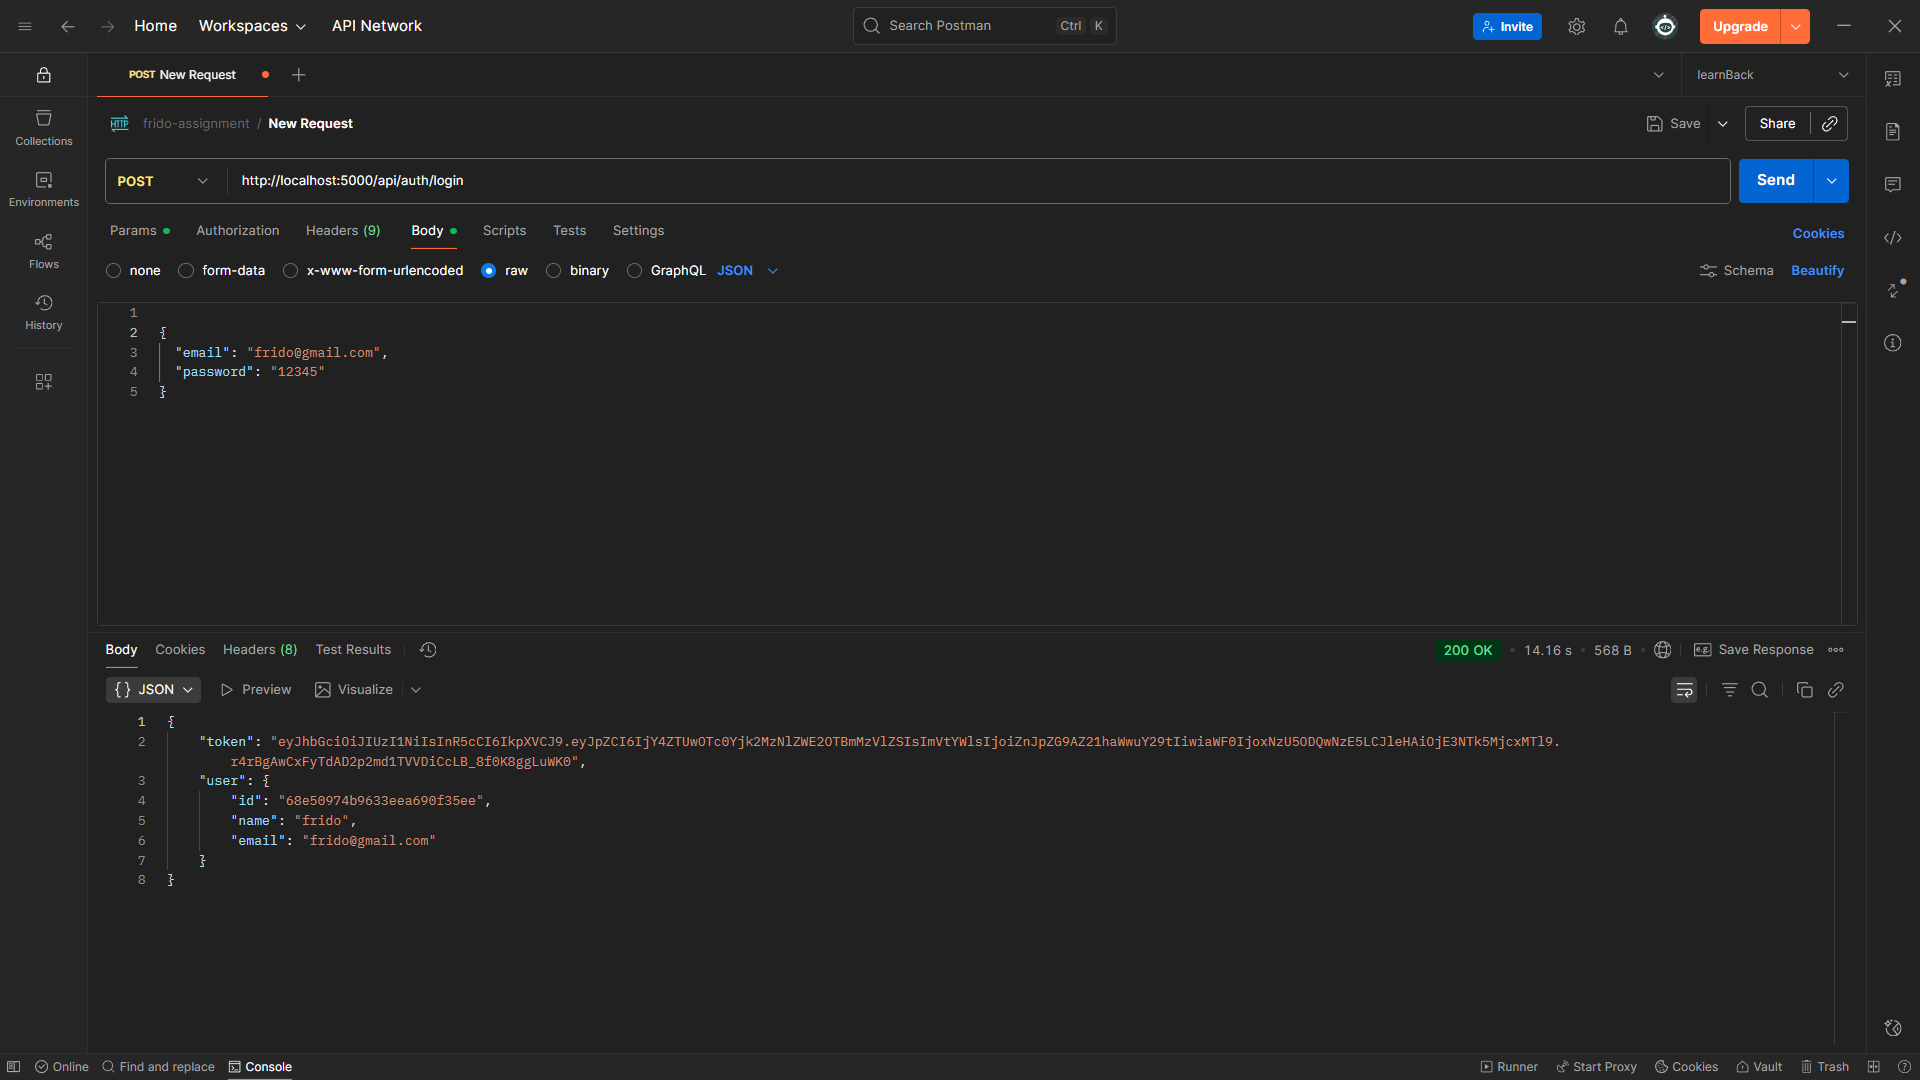 Home Workspaces API Network Search Postman Ctrl K Invite Upgrade
POST New Request learnBack
HTTP frido-assignment / New Request Save Share
Collections
POST http://localhost:5000/api/auth/login Send
Environments
Params Authorization Headers (9) Body Scripts Tests Settings Cookies
Flows
none form-data x-www-form-urlencoded raw binary GraphQL JSON Schema Beautify
History
1
2 {
3 "email": "frido@gmail.com",
4 "password": "12345"
5 }
Body Cookies Headers (8) Test Results 200 OK 14.16 s 568 B e.g. Save Response
{} JSON Preview Visualize
1 {
2 "token": "eyJhbGciOiJIUzI1NiIsInR5cCI6IkpXVCJ9.eyJpZCI6IjY4ZTUwOTc0Yjk2MzNlZWE2OTBmMzVlZSIsImVtYWlsIjoiZnJpZG9AZ21haWwuY29tIiwiaWF0IjoxNzU5ODQwNzE5LCJleHAiOjE3NTk5MjcxMTl9.
r4rBgAwCxFyTdAD2p2md1TVVDiCcLB_8f0K8ggLuWK0",
3 "user": {
4 "id": "68e50974b9633eea690f35ee",
5 "name": "frido",
6 "email": "frido@gmail.com"
7 }
8 }
Online Find and replace Console Runner Start Proxy Cookies Vault Trash